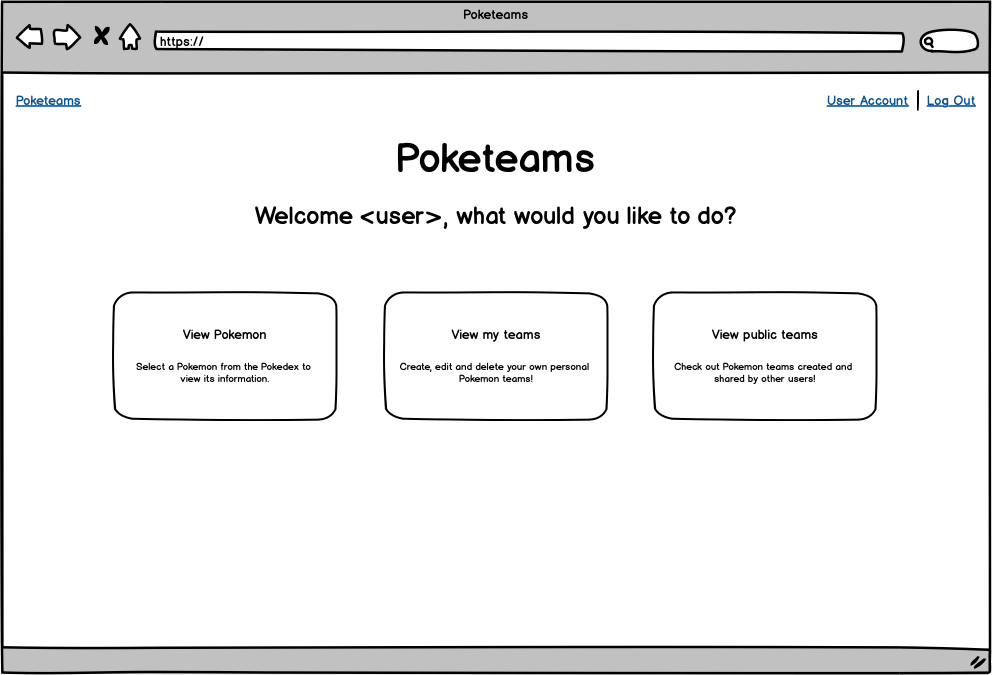 Poketeams
https://
Poketeams
User Account
Log Out
Poketeams
Welcome <user>, what would you like to do?
View Pokemon
Select a Pokemon from the Pokedex to
view its information.
View my teams
Create, edit and delete your own personal
Pokemon teams!
View public teams
Check out Pokemon teams created and
shared by other users!